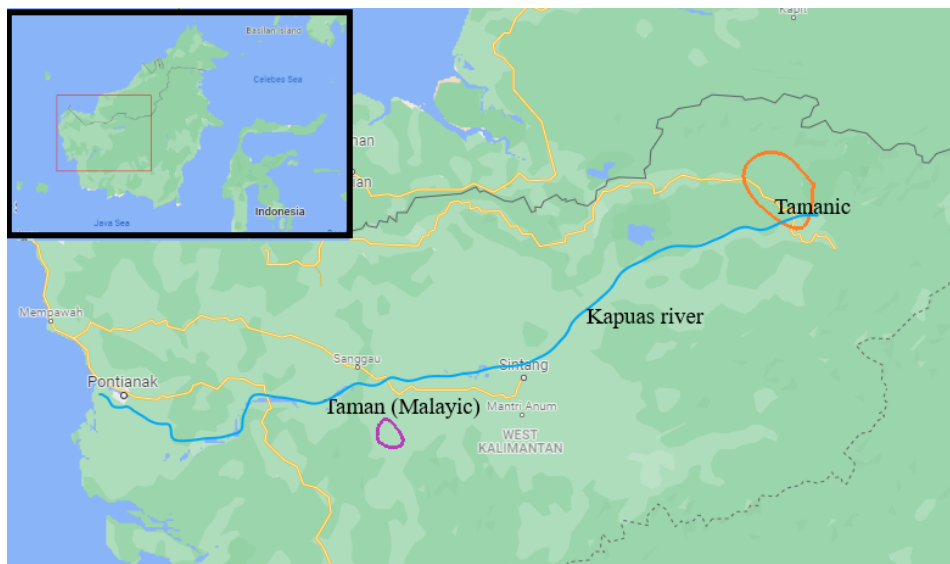 Basilan Island
Celebes Sea
Indonesia
Java Sea
Kapit
Tamanic
Kapuas river
Mempawah
Sanggau
Sintang
Pontianak
Taman (Malayic)
Mantri Anum
WEST
KALIMANTAN